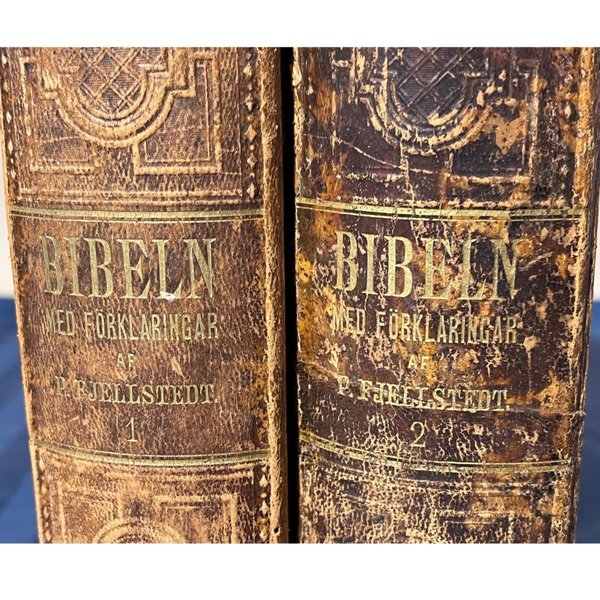 BIBELN
MED FÖRKLARINGAR
AF
P. FJELLSTEDT.
1
BIBELN
MED FÖRKLARINGAR
AF
P. FJELLSTEDT.
2